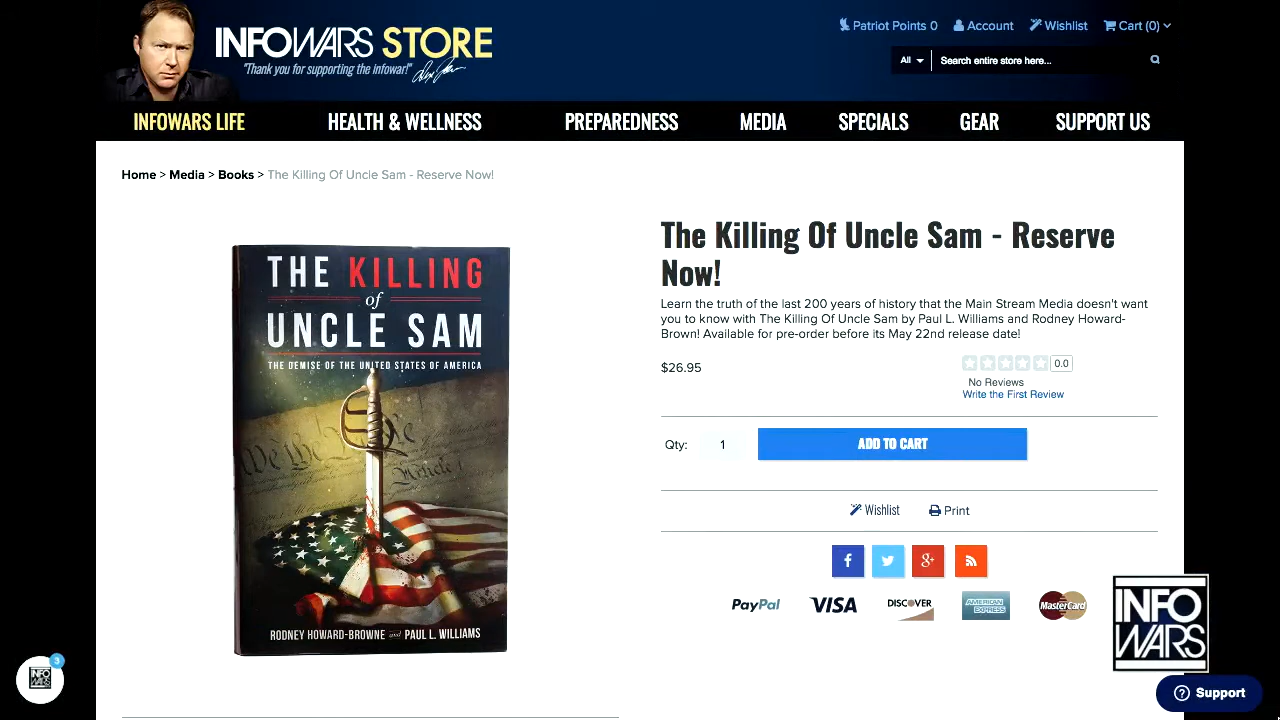 INFOWARS STORE
"Thank you for supporting the infowar!"
Patriot Points 0
Account
Wishlist
Cart (0)
All
Search entire store here...
INFOWARS LIFE
HEALTH & WELLNESS
PREPAREDNESS
MEDIA
SPECIALS
GEAR
SUPPORT US
Home > Media > Books > The Killing Of Uncle Sam - Reserve Now!
THE KILLING
of
UNCLE SAM
THE DEMISE OF THE UNITED STATES OF AMERICA
We the People
Article I
RODNEY HOWARD-BROWNE and PAUL L. WILLIAMS
The Killing Of Uncle Sam - Reserve
Now!
Learn the truth of the last 200 years of history that the Main Stream Media doesn't want
you to know with The Killing Of Uncle Sam by Paul L. Williams and Rodney Howard-
Brown! Available for pre-order before its May 22nd release date!
$26.95
0.0
No Reviews
Write the First Review
Qty:
1
ADD TO CART
Wishlist
Print
f
g+
PayPal
VISA
DISCOVER
AMERICAN EXPRESS
MasterCard
INFO
WARS
3
INFO
WARS
? Support